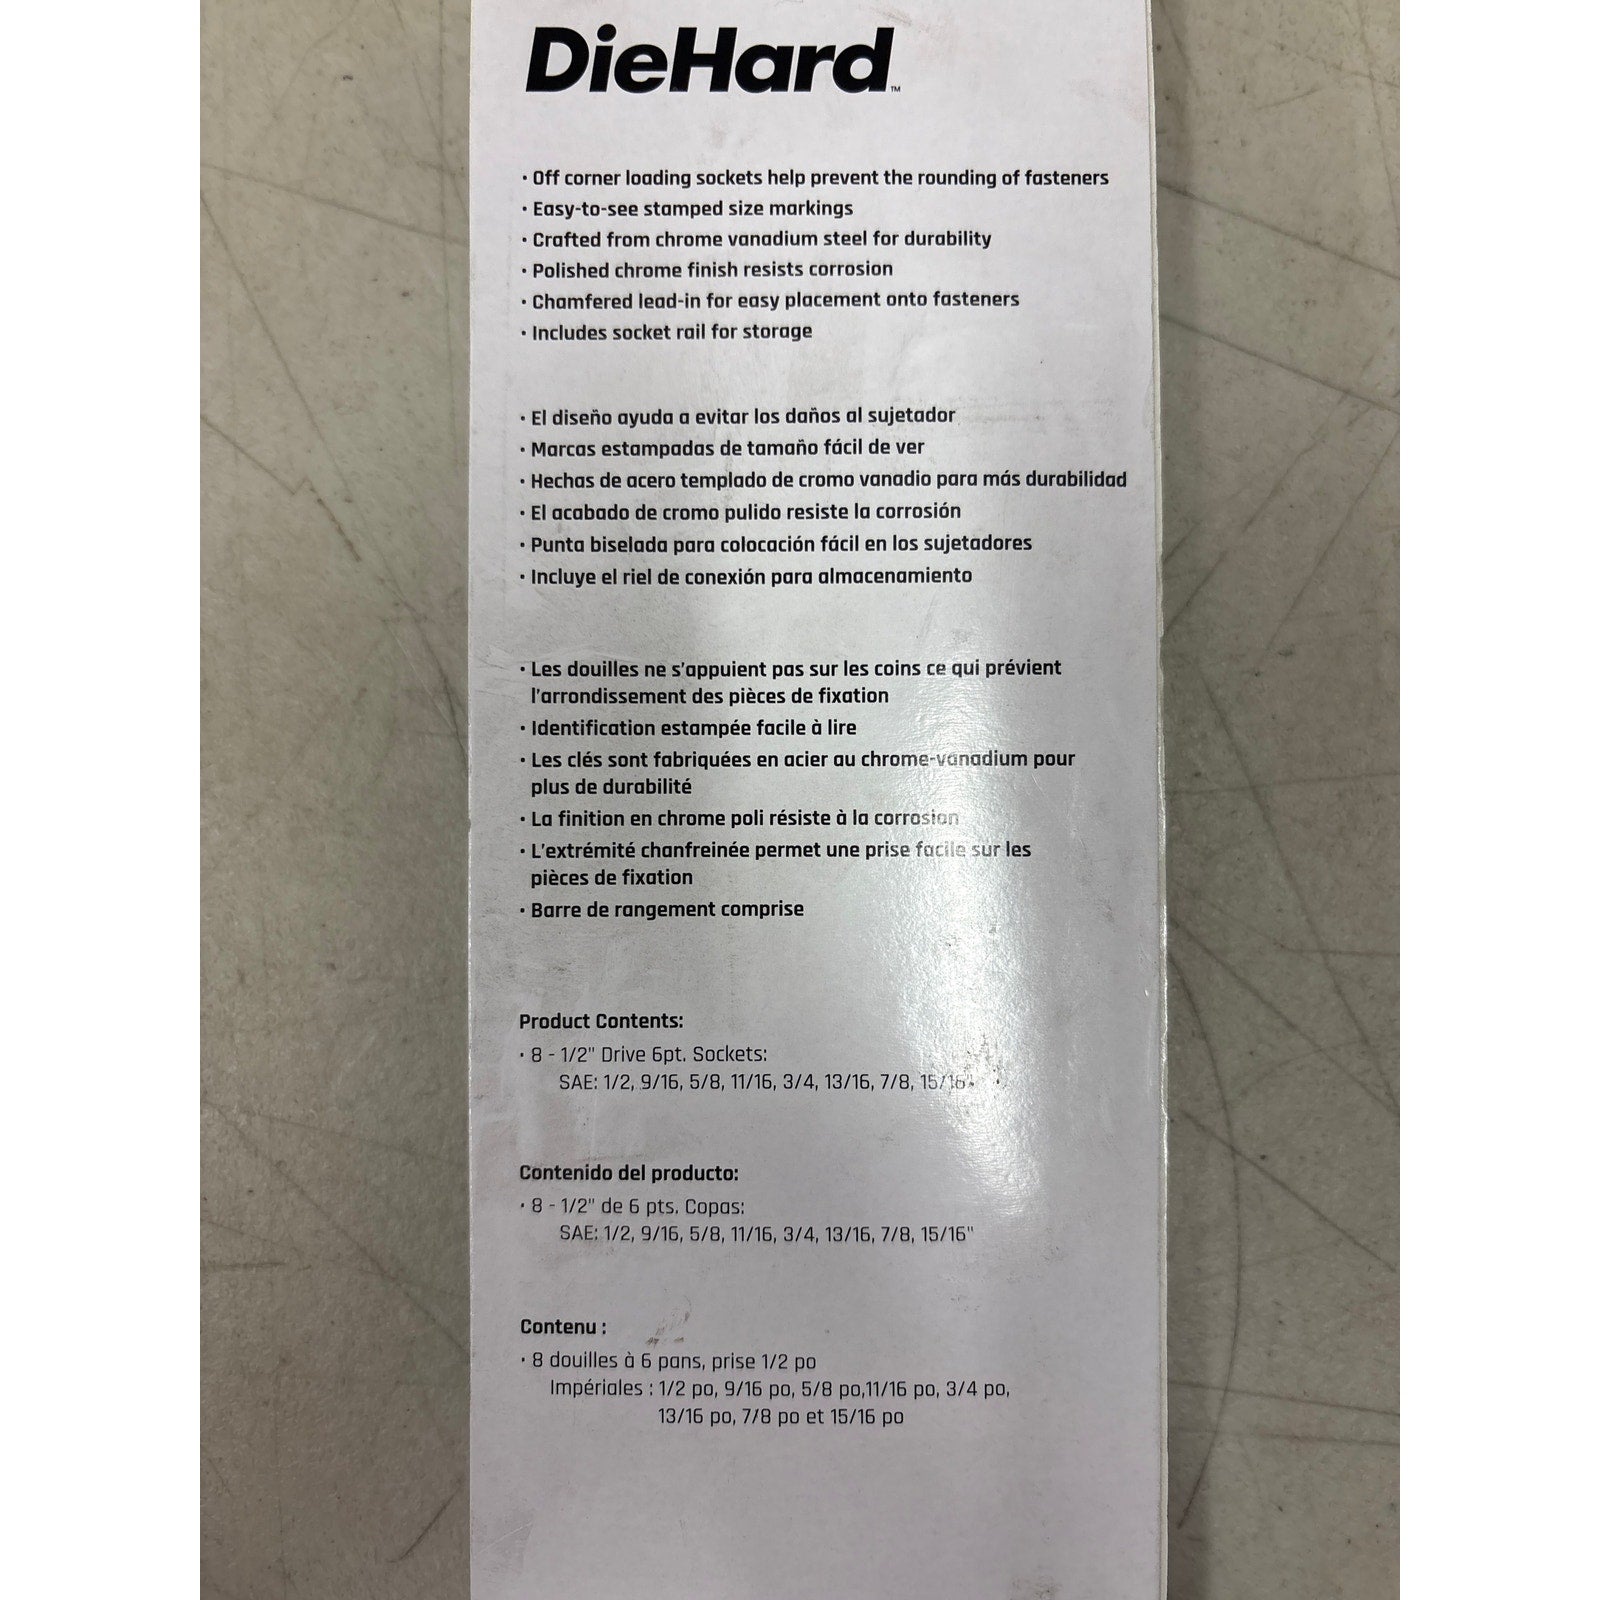 DieHard™
• Off corner loading sockets help prevent the rounding of fasteners
• Easy-to-see stamped size markings
• Crafted from chrome vanadium steel for durability
• Polished chrome finish resists corrosion
• Chamfered lead-in for easy placement onto fasteners
• Includes socket rail for storage
• El diseño ayuda a evitar los daños al sujetador
• Marcas estampadas de tamaño fácil de ver
• Hechas de acero templado de cromo vanadio para más durabilidad
• El acabado de cromo pulido resiste la corrosión
• Punta biselada para colocación fácil en los sujetadores
• Incluye el riel de conexión para almacenamiento
• Les douilles ne s'appuient pas sur les coins ce qui prévient
l'arrondissement des pièces de fixation
• Identification estampée facile à lire
• Les clés sont fabriquées en acier au chrome-vanadium pour
plus de durabilité
• La finition en chrome poli résiste à la corrosion
• L'extrémité chanfreinée permet une prise facile sur les
pièces de fixation
• Barre de rangement comprise
Product Contents:
• 8 - 1/2" Drive 6pt. Sockets:
SAE: 1/2, 9/16, 5/8, 11/16, 3/4, 13/16, 7/8, 15/16"
Contenido del producto:
• 8 - 1/2" de 6 pts. Copas:
SAE: 1/2, 9/16, 5/8, 11/16, 3/4, 13/16, 7/8, 15/16"
Contenu :
• 8 douilles à 6 pans, prise 1/2 po
Impériales : 1/2 po, 9/16 po, 5/8 po,11/16 po, 3/4 po,
13/16 po, 7/8 po et 15/16 po